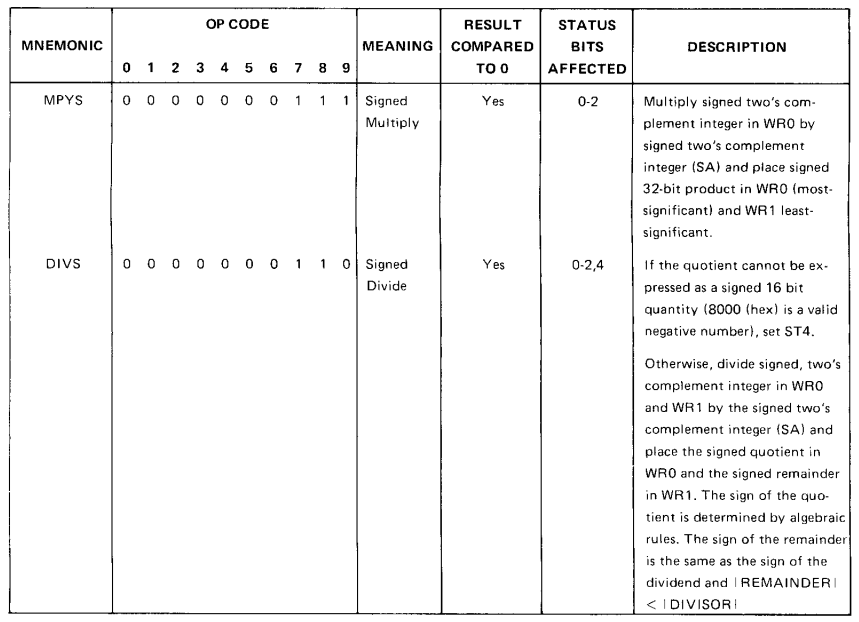 MNEMONIC OP CODE MEANING RESULT COMPARED TO 0 STATUS BITS AFFECTED DESCRIPTION
0 1 2 3 4 5 6 7 8 9
MPYS 0 0 0 0 0 0 0 1 1 1 Signed Multiply Yes 0-2
Multiply signed two's com-
plement integer in WR0 by
signed two's complement
integer (SA) and place signed
32-bit product in WR0 (most-
significant) and WR1 least-
significant.
DIVS 0 0 0 0 0 0 0 1 1 0 Signed Divide Yes 0-2,4
If the quotient cannot be ex-
pressed as a signed 16 bit
quantity (8000 (hex) is a valid
negative number), set ST4.
Otherwise, divide signed, two's
complement integer in WR0
and WR1 by the signed two's
complement integer (SA) and
place the signed quotient in
WR0 and the signed remainder
in WR1. The sign of the quo-
tient is determined by algebraic
rules. The sign of the remainder
is the same as the sign of the
dividend and |REMAINDER|
< |DIVISOR|